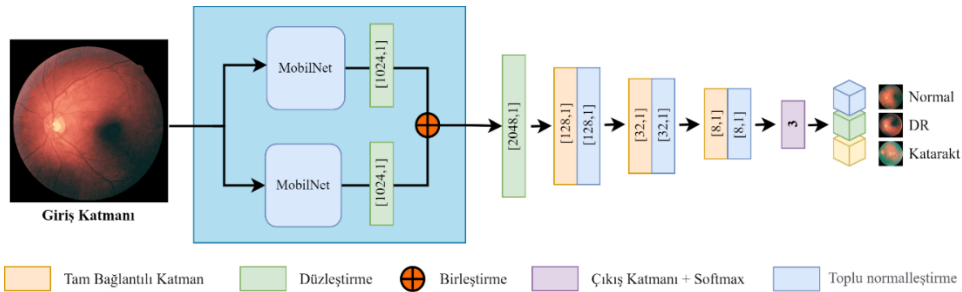 MobilNet
[1024,1]
MobilNet
[1024,1]
Giriş Katmanı
[2048,1]
[128,1]
[128,1]
[32,1]
[32,1]
[8,1]
[8,1]
3
Normal
DR
Katarakt
Tam Bağlantılı Katman
Düzleştirme
Birleştirme
Çıkış Katmanı + Softmax
Toplu normalleştirme